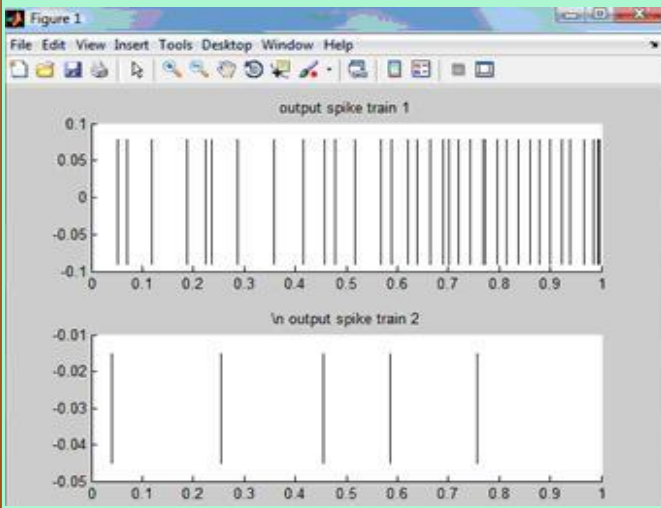 Figure 1
File Edit View Insert Tools Desktop Window Help
output spike train 1
0.1
0.05
0
-0.05
-0.1
0 0.1 0.2 0.3 0.4 0.5 0.6 0.7 0.8 0.9 1
\n output spike train 2
-0.01
-0.02
-0.03
-0.04
-0.05
0 0.1 0.2 0.3 0.4 0.5 0.6 0.7 0.8 0.9 1